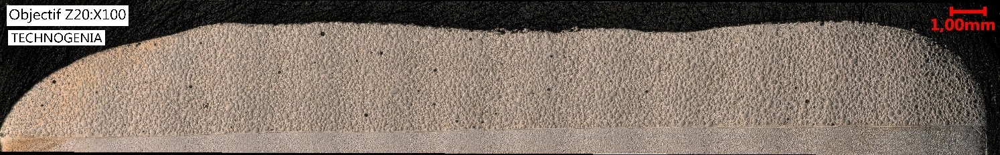 Objectif Z20:X100
TECHNOGENIA
1,00mm